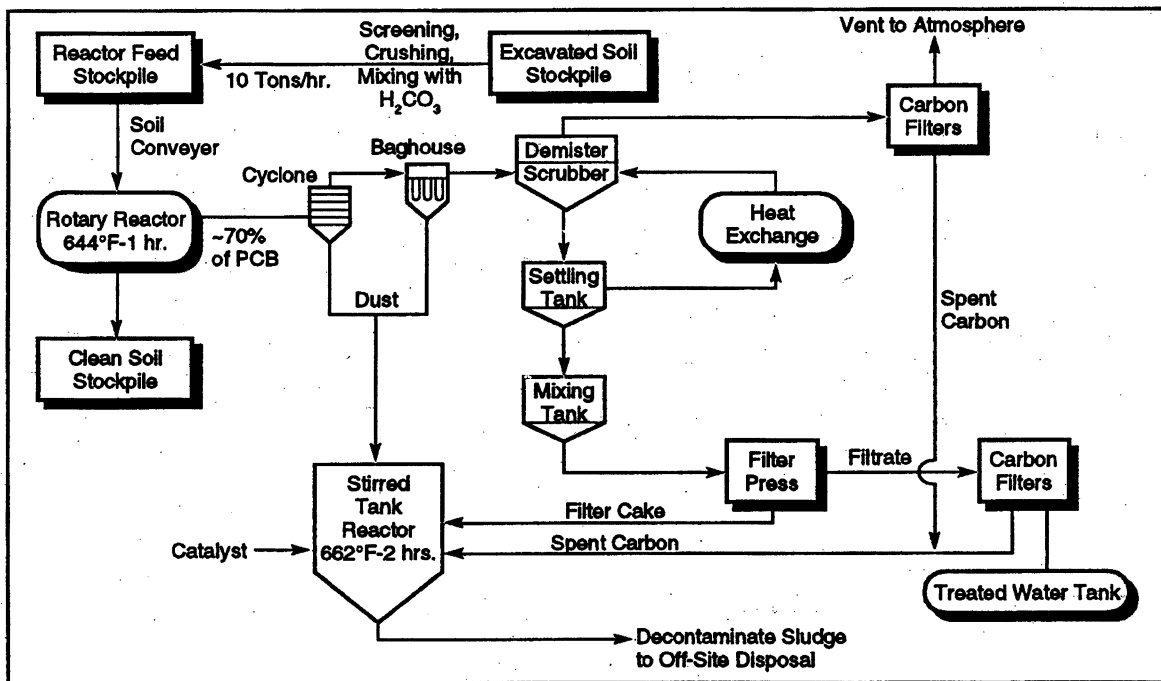 Vent to Atmosphere
Reactor Feed
Stockpile
10 Tons/hr.
Screening,
Crushing,
Mixing with
H₂CO₃
Excavated Soil
Stockpile
Carbon
Filters
Soil
Conveyer
Cyclone
Baghouse
Demister
Scrubber
Rotary Reactor
644°F-1 hr.
~70%
of PCB
Heat
Exchange
Dust
Settling
Tank
Spent
Carbon
Clean Soil
Stockpile
Mixing
Tank
Stirred
Tank
Reactor
662°F-2 hrs.
Filter
Press
Filtrate
Carbon
Filters
Filter Cake
Catalyst
Spent Carbon
Treated Water Tank
Decontaminate Sludge
to Off-Site Disposal